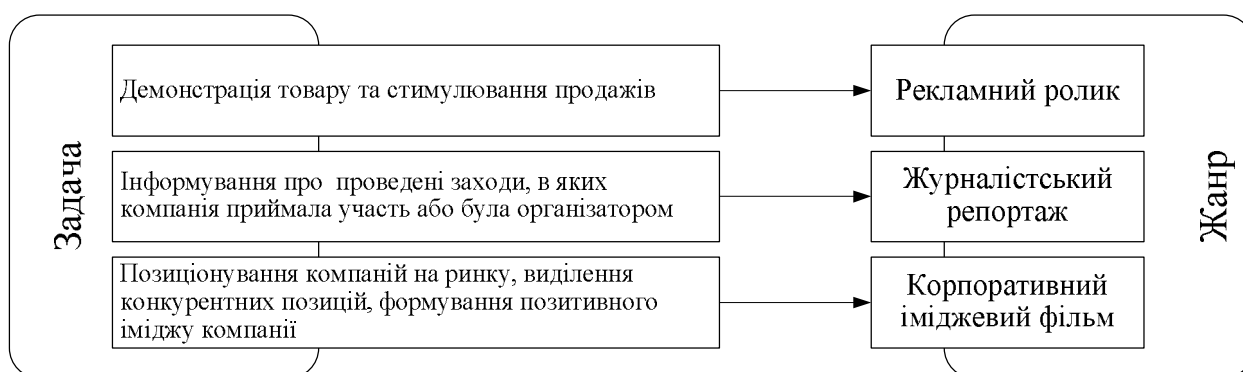 Задача
Демонстрація товару та стимулювання продажів
Рекламний ролик
Інформування про проведені заходи, в яких
компанія приймала участь або була організатором
Журналістський
репортаж
Позиціонування компаній на ринку, виділення
конкурентних позицій, формування позитивного
іміджу компанії
Корпоративний
іміджевий фільм
Жанр